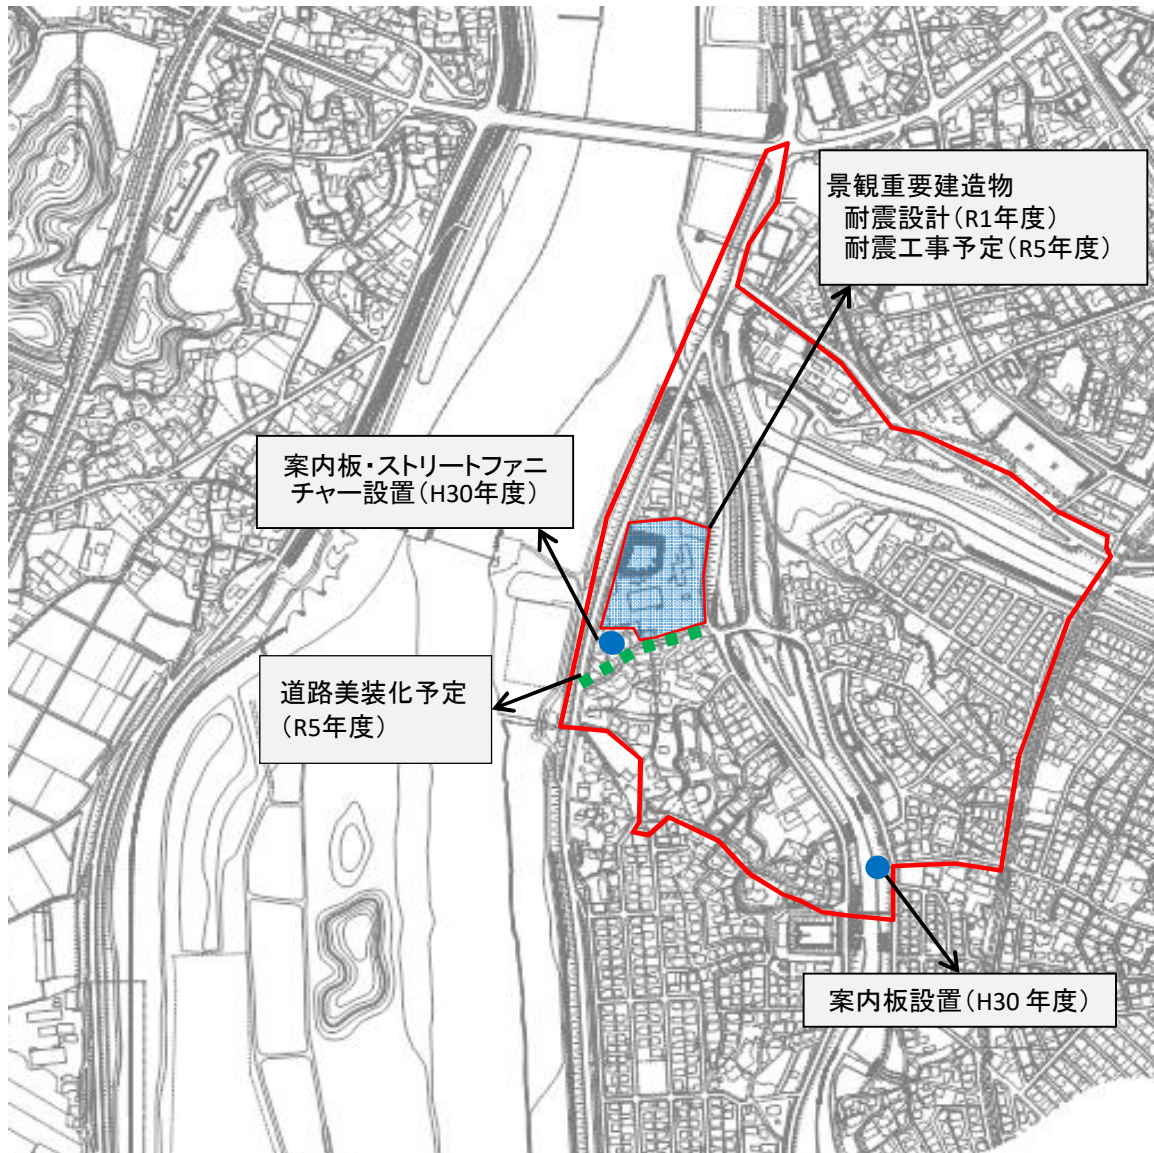 景観重要建造物
耐震設計(R1年度)
耐震工事予定(R5年度)
案内板・ストリートファニ
チャー設置(H30年度)
道路美装化予定
(R5年度)
案内板設置(H30 年度)